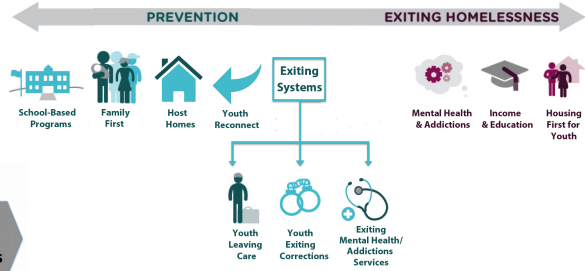 PREVENTION
EXITING HOMELESSNESS
School-Based
Programs
Family
First
Host
Homes
Youth
Reconnect
Exiting
Systems
Mental Health
& Addictions
Income
& Education
Housing
First for
Youth
Youth
Leaving
Care
Youth
Exiting
Corrections
Exiting
Mental Health/
Addictions
Services